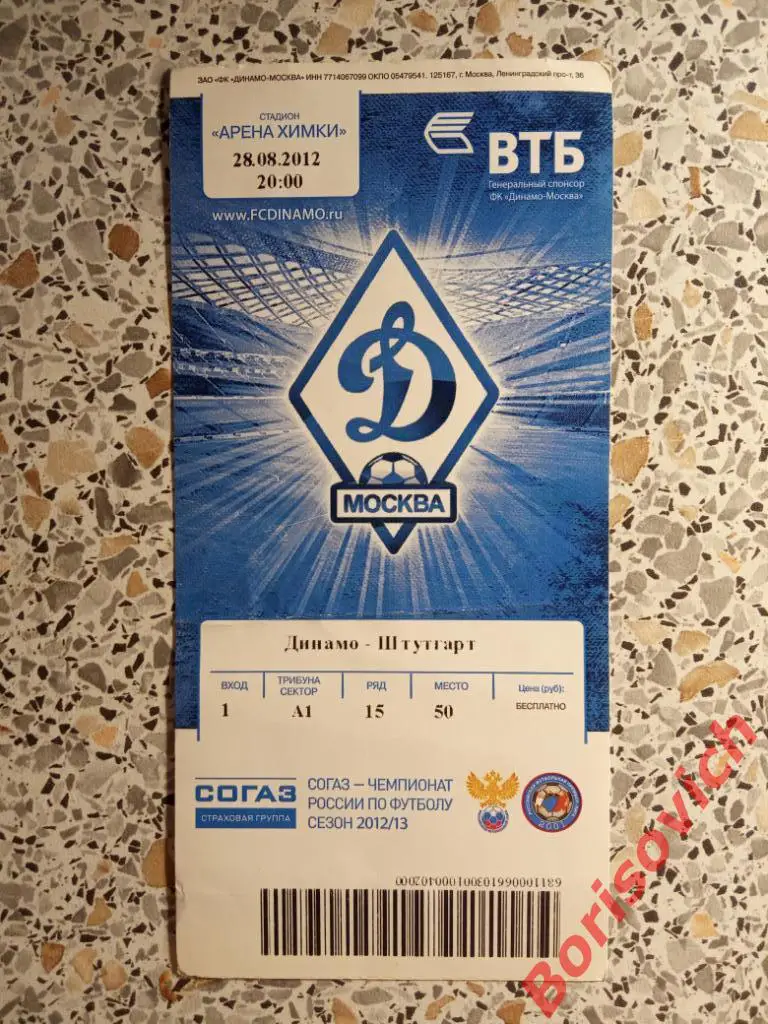 ЗАО «ФК «ДИНАМО-МОСКВА» ИНН 7714067099 ОКПО 05479541. 125167, г. Москва, Ленинградский про-т, 36
СТАДИОН
«АРЕНА ХИМКИ»
28.08.2012
20:00
www.FCDINAMO.ru
ВТБ
Генеральный спонсор
ФК «Динамо-Москва»
Д
МОСКВА
Динамо - Штутгарт
ВХОД
ТРИБУНА
СЕКТОР
РЯД
МЕСТО
Цена (руб):
1
А1
15
50
БЕСПЛАТНО
СОГАЗ
СТРАХОВАЯ ГРУППА
СОГАЗ – ЧЕМПИОНАТ
РОССИИ ПО ФУТБОЛУ
СЕЗОН 2012/13
2001
Borisovich